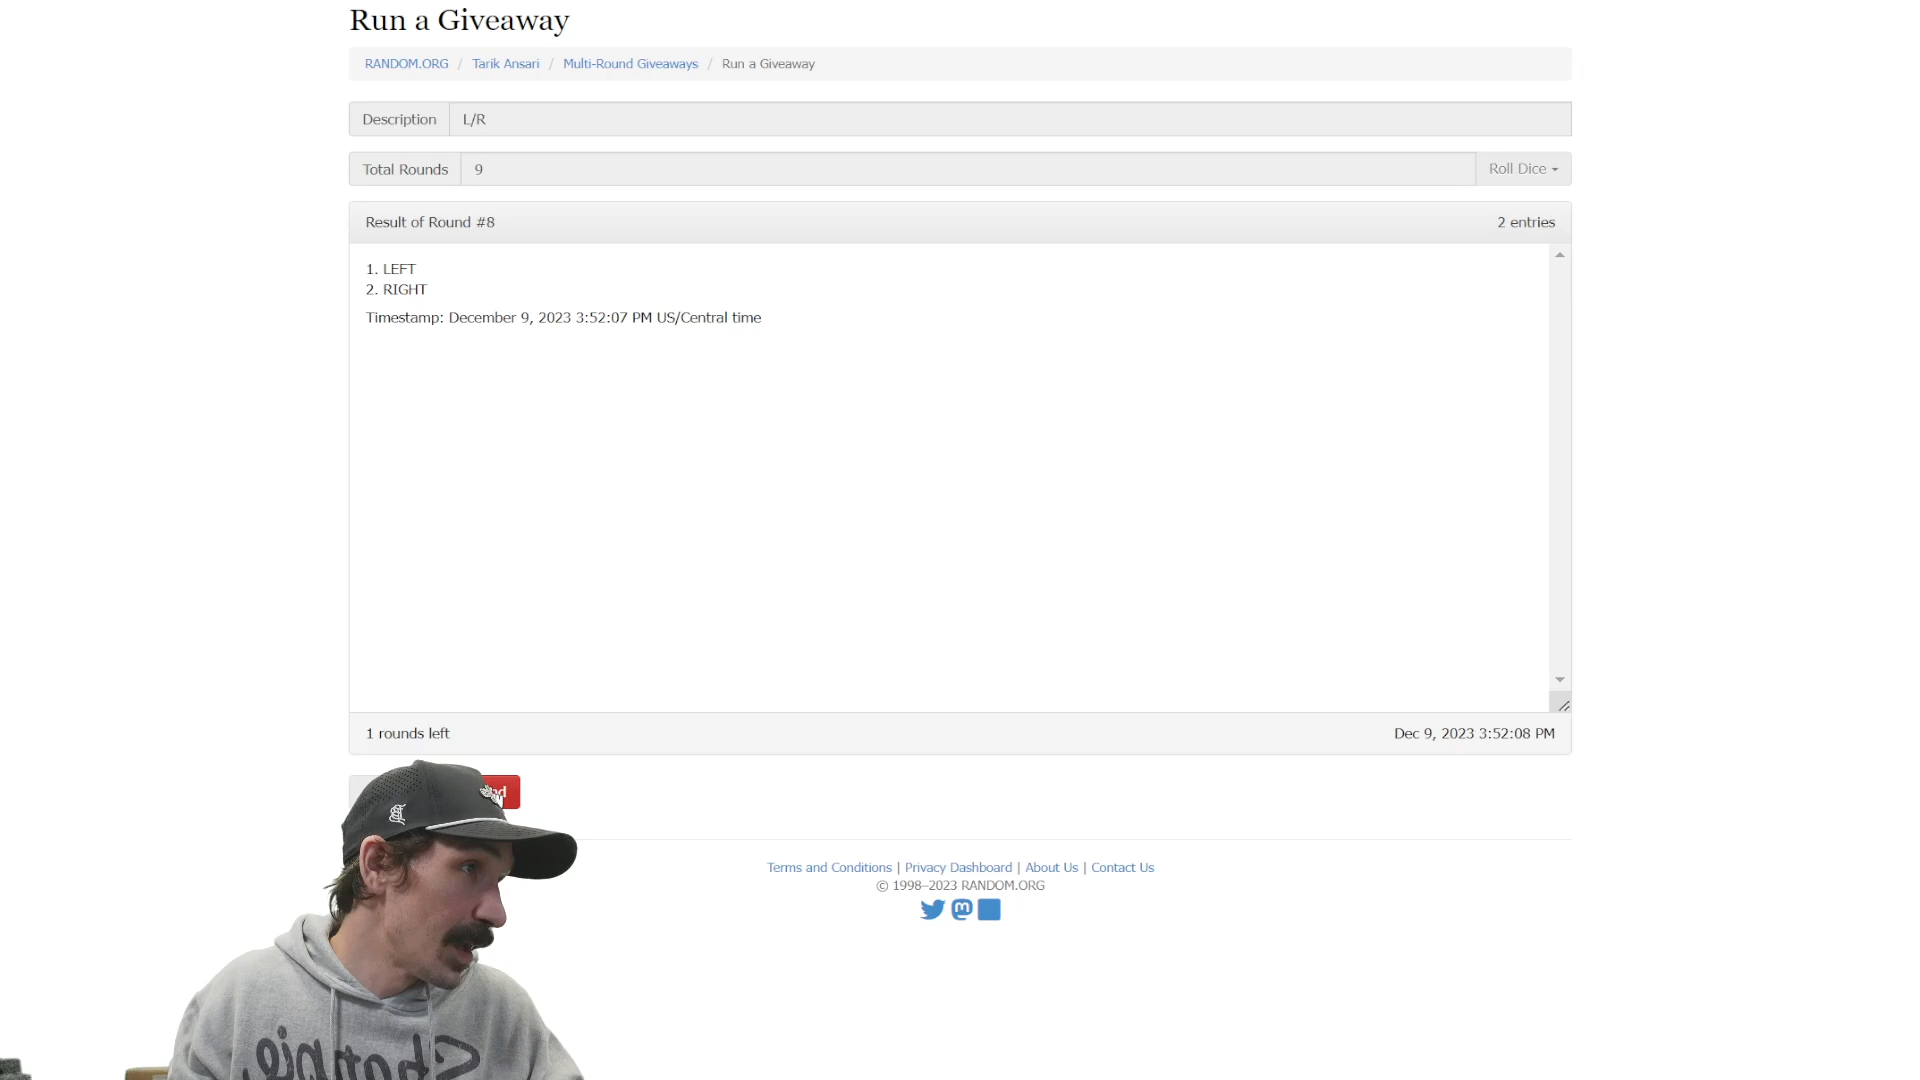 Run a Giveaway
RANDOM.ORG / Tarik Ansari / Multi-Round Giveaways / Run a Giveaway
Description L/R
Total Rounds 9 Roll Dice
Result of Round #8 2 entries
1. LEFT
2. RIGHT
Timestamp: December 9, 2023 3:52:07 PM US/Central time
1 rounds left Dec 9, 2023 3:52:08 PM
Terms and Conditions | Privacy Dashboard | About Us | Contact Us
© 1998–2023 RANDOM.ORG